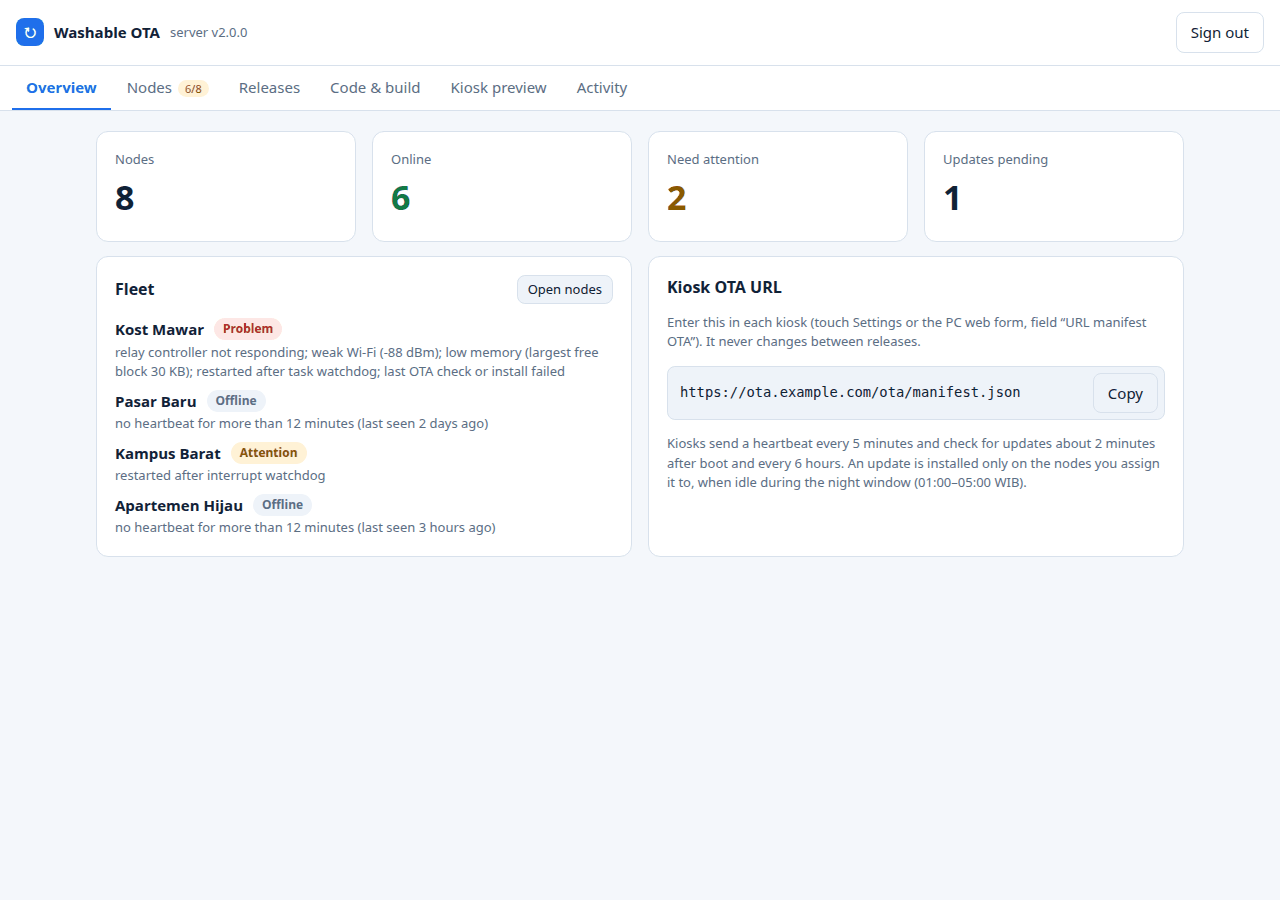 ↻ Washable OTA server v2.0.0 Sign out
Overview Nodes 6/8 Releases Code & build Kiosk preview Activity
Nodes
8
Online
6
Need attention
2
Updates pending
1
Fleet
Open nodes
Kost Mawar Problem
relay controller not responding; weak Wi-Fi (-88 dBm); low memory (largest free
block 30 KB); restarted after task watchdog; last OTA check or install failed
Pasar Baru Offline
no heartbeat for more than 12 minutes (last seen 2 days ago)
Kampus Barat Attention
restarted after interrupt watchdog
Apartemen Hijau Offline
no heartbeat for more than 12 minutes (last seen 3 hours ago)
Kiosk OTA URL
Enter this in each kiosk (touch Settings or the PC web form, field “URL manifest
OTA”). It never changes between releases.
https://ota.example.com/ota/manifest.json Copy
Kiosks send a heartbeat every 5 minutes and check for updates about 2 minutes
after boot and every 6 hours. An update is installed only on the nodes you assign
it to, when idle during the night window (01:00–05:00 WIB).